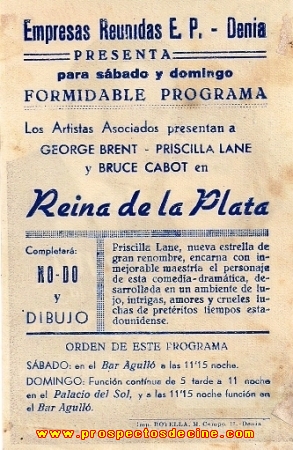 Empresas Reunidas E. P. - Denia
PRESENTA
para sábado y domingo
FORMIDABLE PROGRAMA
Los Artistas Asociados presentan a
GEORGE BRENT - PRISCILLA LANE
y BRUCE CABOT en
Reina de la Plata
Completará:
NO-DO
y
DIBUJO
Priscilla Lane, nueva estrella de
gran renombre, encarna con in-
mejorable maestría el personaje
de esta comedia-dramática, de-
sarrollada en un ambiente de lu-
jo, intrigas, amores y crueles lu-
chas de pretéritos tiempos esta-
dounidense.
ORDEN DE ESTE PROGRAMA
SÁBADO: en el Bar Agulló a las 11'15 noche.
DOMINGO: Función contínua de 5 tarde a 11 noche
en el Palacio del Sol, y a las 11'15 noche función en
el Bar Agulló.
Imp. BOTELLA, M. Campo, - Denia
www.prospectosdecine.com